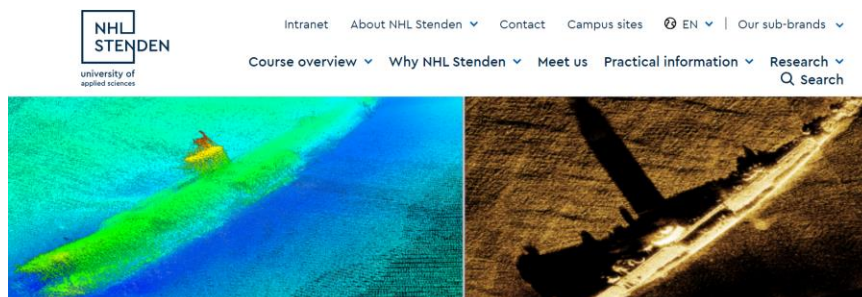 NHL
STENDEN
university of
applied sciences
Intranet About NHL Stenden Contact Campus sites EN | Our sub-brands
Course overview Why NHL Stenden Meet us Practical information Research
Search